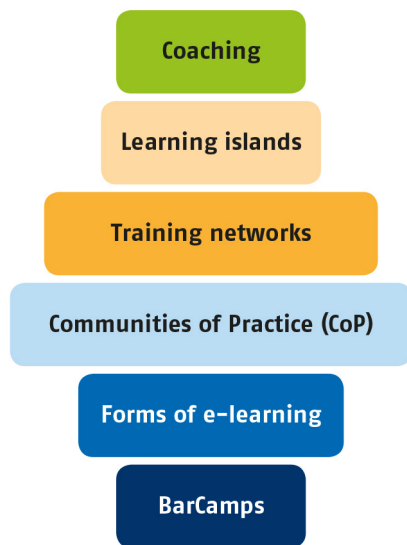 Coaching
Learning islands
Training networks
Communities of Practice (CoP)
Forms of e-learning
BarCamps